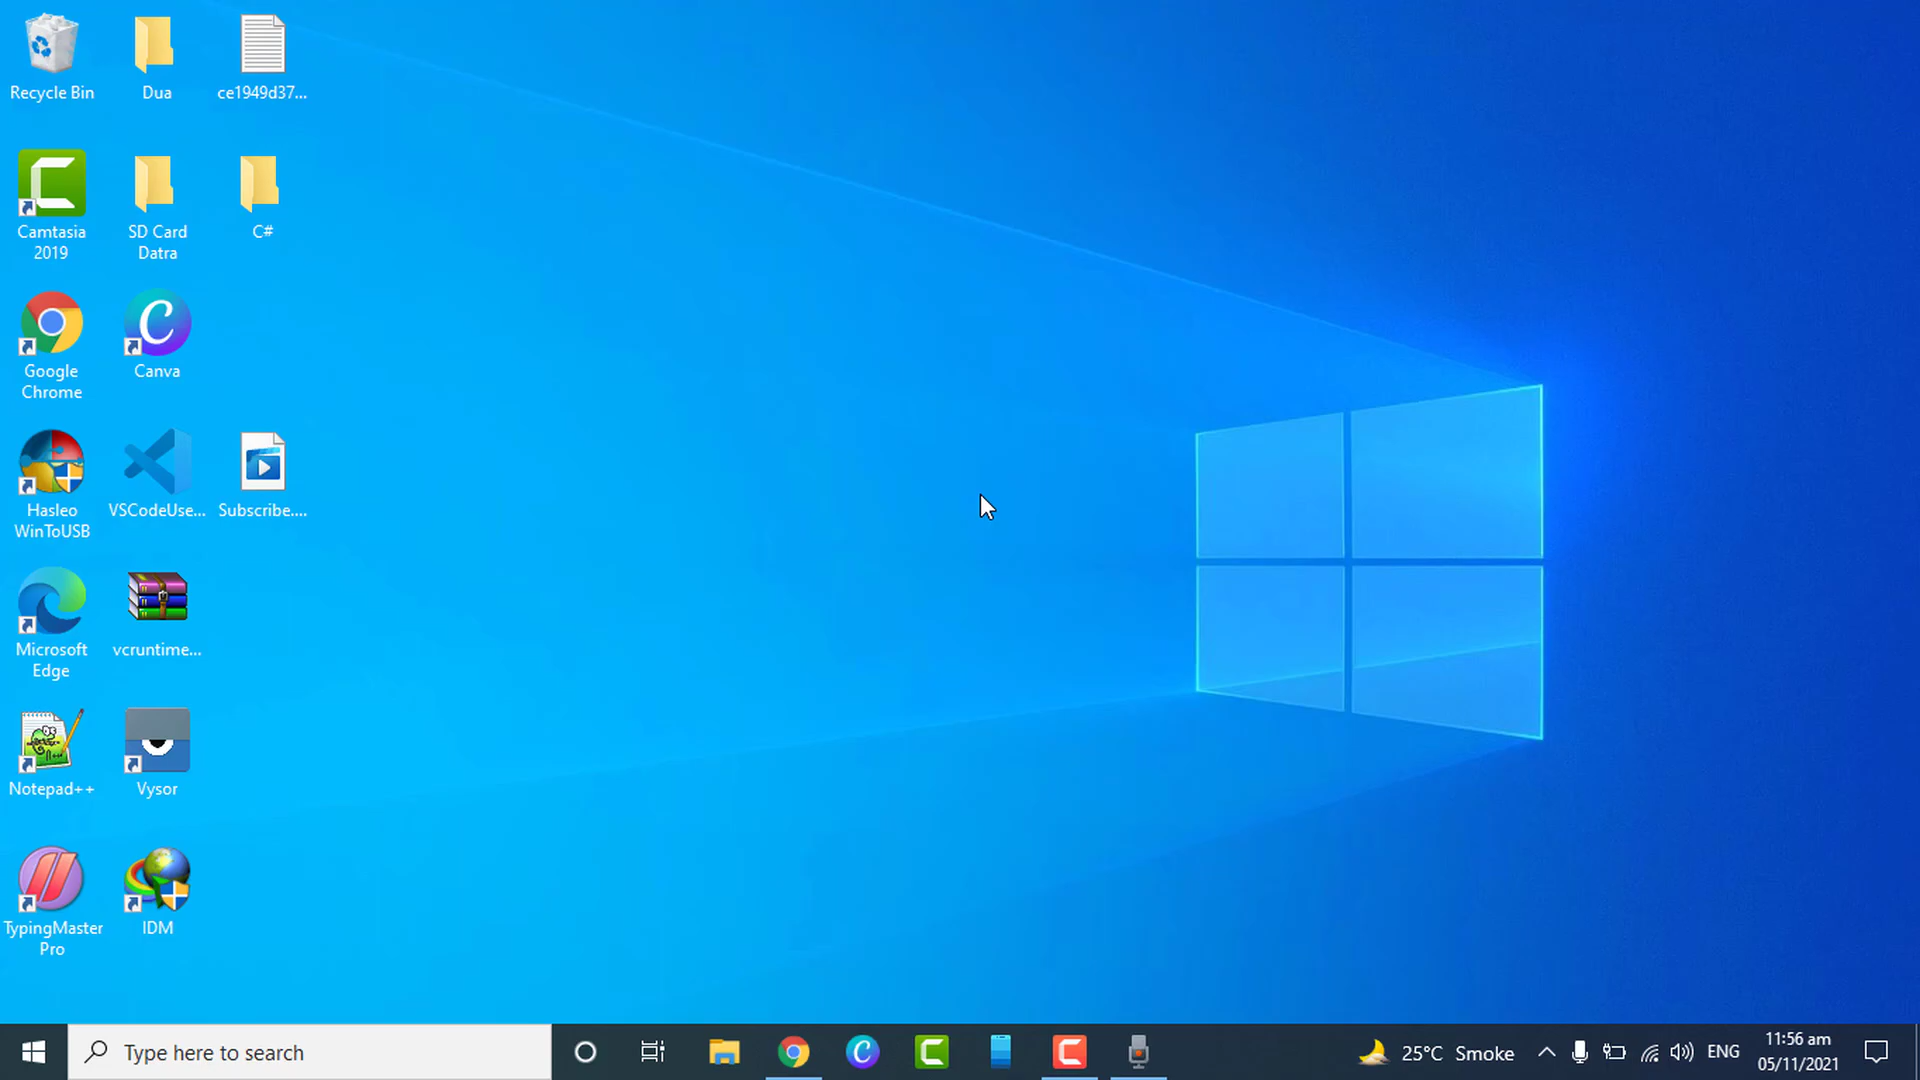 Recycle Bin
Dua
ce1949d37...
Camtasia
2019
SD Card
Datra
C#
Google
Chrome
Canva
Hasleo
WinToUSB
VSCodeUse...
Subscribe....
Microsoft
Edge
vcruntime...
Notepad++
Vysor
TypingMaster
Pro
IDM
Type here to search
25°C Smoke
ENG
11:56 am
05/11/2021